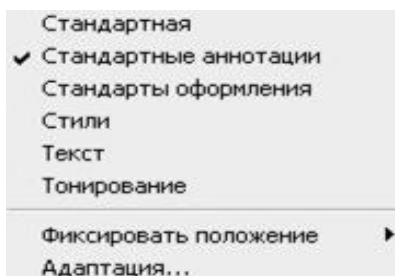 Стандартная
Стандартные аннотации
Стандарты оформления
Стили
Текст
Тонирование
Фиксировать положение
Адаптация...